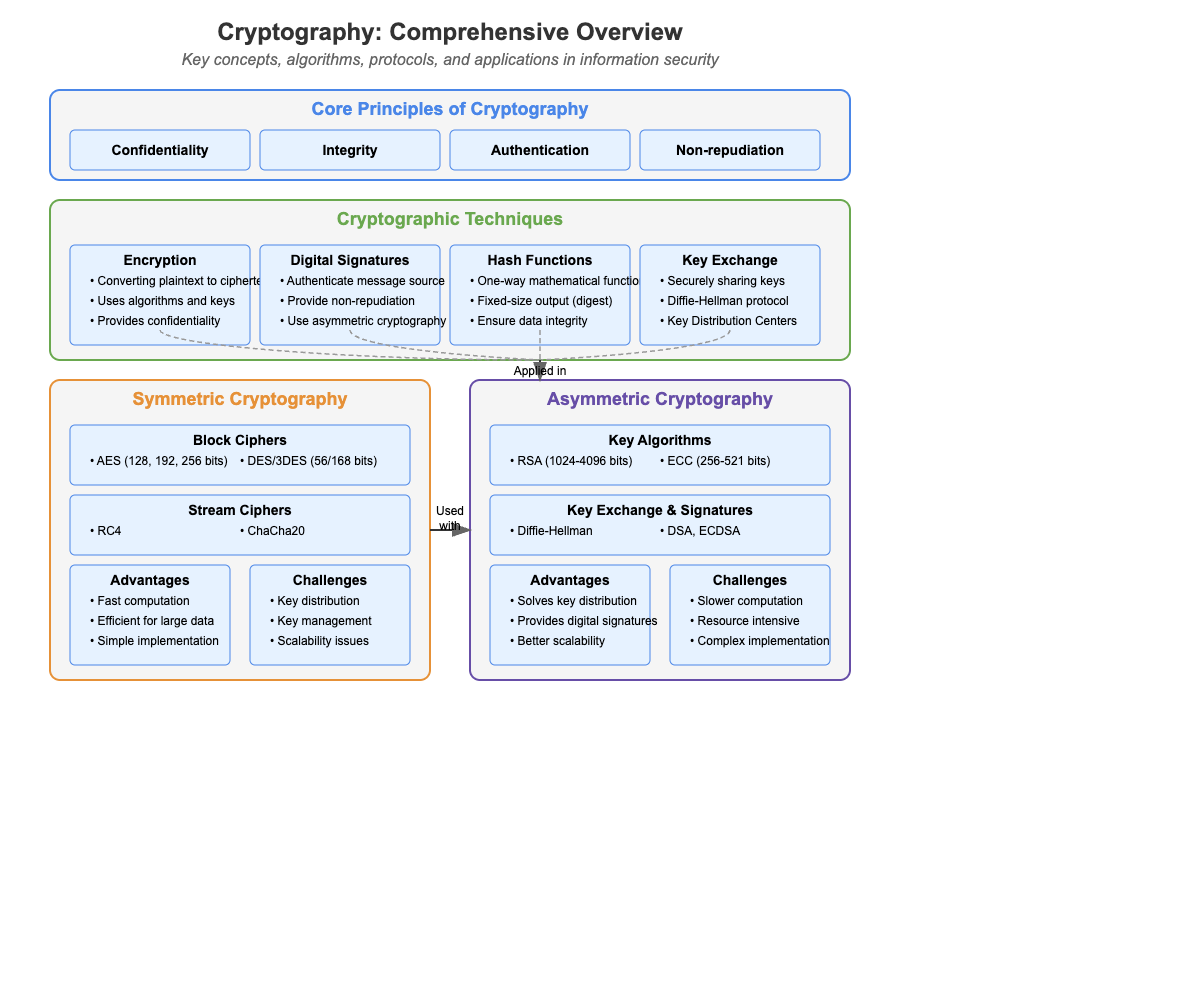 Cryptography: Comprehensive Overview
Key concepts, algorithms, protocols, and applications in information security
Core Principles of Cryptography
Confidentiality
Integrity
Authentication
Non-repudiation
Cryptographic Techniques
Encryption
• Converting plaintext to cipherte
• Uses algorithms and keys
• Provides confidentiality
Digital Signatures
• Authenticate message source
• Provide non-repudiation
• Use asymmetric cryptography
Hash Functions
• One-way mathematical functio
• Fixed-size output (digest)
• Ensure data integrity
Key Exchange
• Securely sharing keys
• Diffie-Hellman protocol
• Key Distribution Centers
Applied in
Symmetric Cryptography
Block Ciphers
• AES (128, 192, 256 bits) • DES/3DES (56/168 bits)
Stream Ciphers
• RC4 • ChaCha20
Advantages
• Fast computation
• Efficient for large data
• Simple implementation
Challenges
• Key distribution
• Key management
• Scalability issues
Used
with
Asymmetric Cryptography
Key Algorithms
• RSA (1024-4096 bits) • ECC (256-521 bits)
Key Exchange & Signatures
• Diffie-Hellman • DSA, ECDSA
Advantages
• Solves key distribution
• Provides digital signatures
• Better scalability
Challenges
• Slower computation
• Resource intensive
• Complex implementation